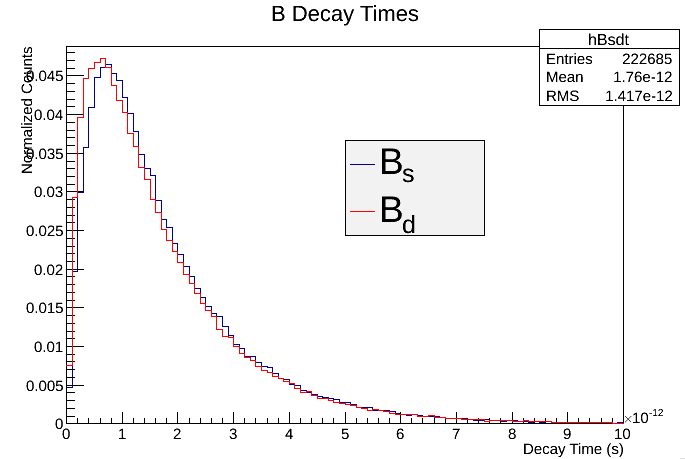 B Decay Times
hBsdt
Entries 222685
Mean 1.76e-12
RMS 1.417e-12
Normalized Counts
0.045
0.04
0.035
0.03
0.025
0.02
0.015
0.01
0.005
0
B_s
B_d
0 1 2 3 4 5 6 7 8 9 10
×10^-12
Decay Time (s)